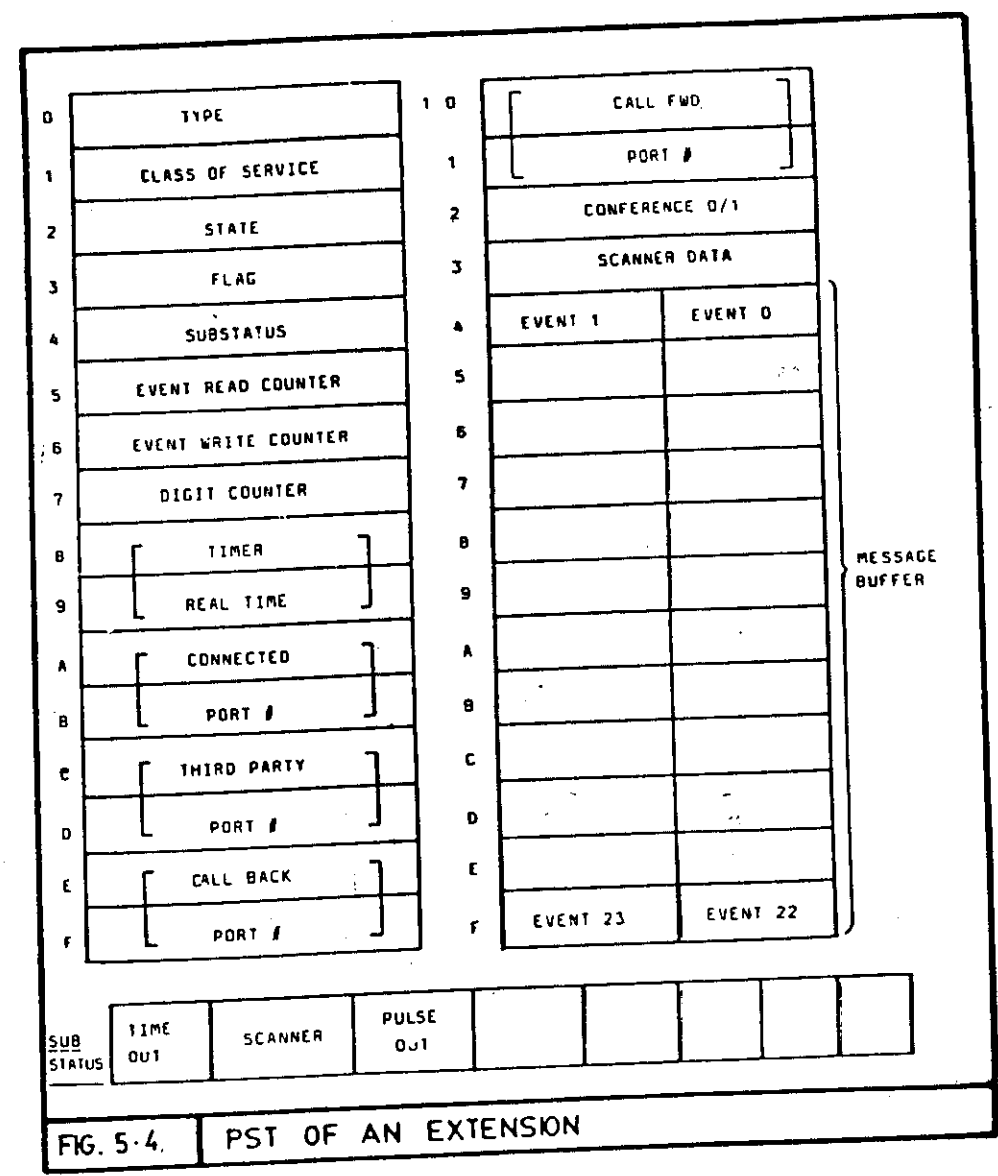 0 TYPE
1 CLASS OF SERVICE
2 STATE
3 FLAG
4 SUBSTATUS
5 EVENT READ COUNTER
6 EVENT WRITE COUNTER
7 DIGIT COUNTER
8 TIMER
9 REAL TIME
A CONNECTED
B PORT #
C THIRD PARTY
D PORT #
E CALL BACK
F PORT #
1 0 CALL FWD
1 PORT #
2 CONFERENCE 0/1
3 SCANNER DATA
4 EVENT 1 EVENT 0
5
6
7
8
9
A
B
C
D
E
F EVENT 23 EVENT 22
MESSAGE
BUFFER
SUB
STATUS
TIME
OUT
SCANNER
PULSE
OUT
FIG. 5.4. PST OF AN EXTENSION